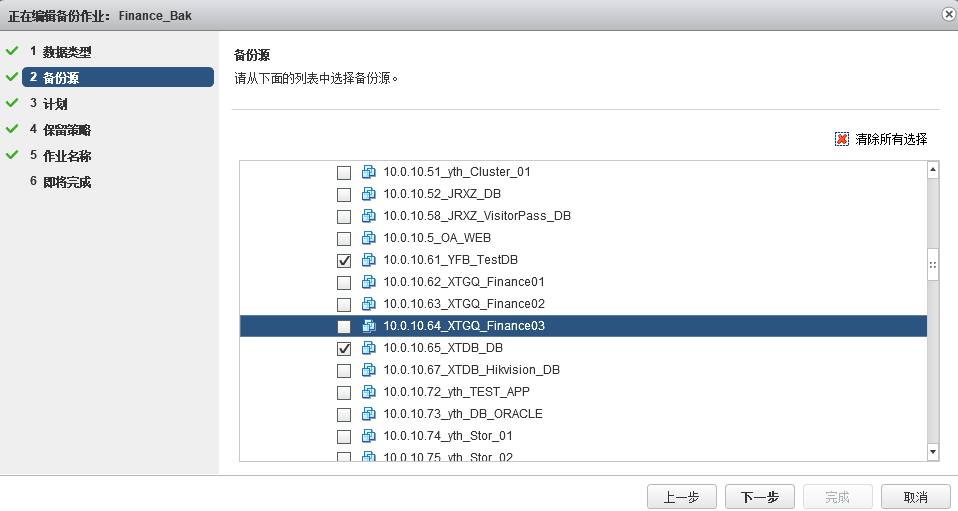 正在编辑备份作业： Finance_Bak
1 数据类型
2 备份源
3 计划
4 保留策略
5 作业名称
6 即将完成
备份源
请从下面的列表中选择备份源。
清除所有选择
10.0.10.51_yth_Cluster_01
10.0.10.52_JRXZ_DB
10.0.10.58_JRXZ_VisitorPass_DB
10.0.10.5_OA_WEB
10.0.10.61_YFB_TestDB
10.0.10.62_XTGQ_Finance01
10.0.10.63_XTGQ_Finance02
10.0.10.64_XTGQ_Finance03
10.0.10.65_XTDB_DB
10.0.10.67_XTDB_Hikvision_DB
10.0.10.72_yth_TEST_APP
10.0.10.73_yth_DB_ORACLE
10.0.10.74_yth_Stor_01
10.0.10.75_yth_Stor_02
上一步 下一步 完成 取消